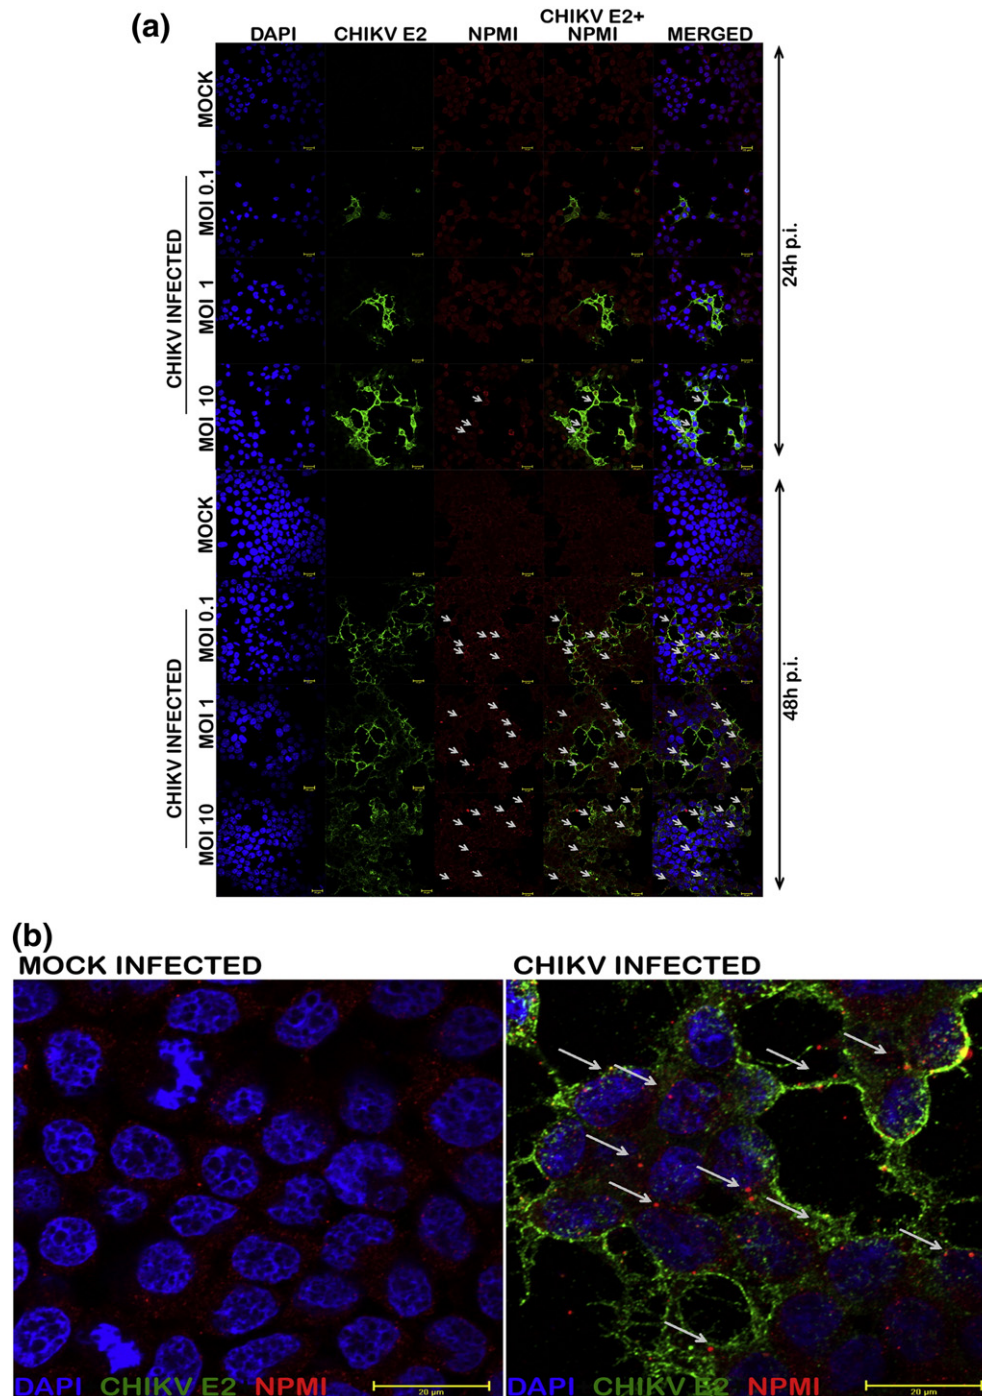 (a)
DAPI CHIKV E2 NPMI CHIKV E2+ NPMI MERGED
MOCK
MOI 0.1
MOI 1
MOI 10
CHIKV INFECTED
24h p.i.
MOCK
MOI 0.1
MOI 1
MOI 10
CHIKV INFECTED
48h p.i.
(b)
MOCK INFECTED CHIKV INFECTED
DAPI CHIKV E2 NPMI 20 µm
DAPI CHIKV E2 NPMI 20 µm